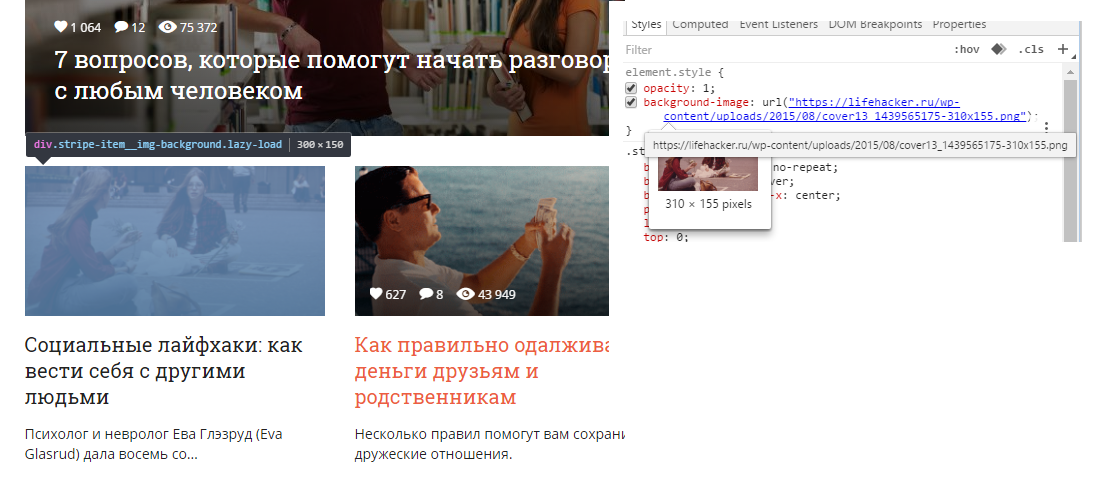 1 064 12 75 372
7 вопросов, которые помогут начать разговор
с любым человеком
div.stripe-item__img-background.lazy-load 300 × 150
627 8 43 949
Социальные лайфхаки: как
вести себя с другими
людьми
Психолог и невролог Ева Глэзруд (Eva
Glasrud) дала восемь со...
Как правильно одалжива
деньги друзьям и
родственникам
Несколько правил помогут вам сохрани
дружеские отношения.
Styles Computed Event Listeners DOM Breakpoints Properties
Filter :hov .cls +
element.style {
opacity: 1;
background-image: url("https://lifehacker.ru/wp-
content/uploads/2015/08/cover13_1439565175-310x155.png");
}
https://lifehacker.ru/wp-content/uploads/2015/08/cover13_1439565175-310x155.png
.st
no-repeat;
ver;
-x: center;
310 × 155 pixels
top: 0;